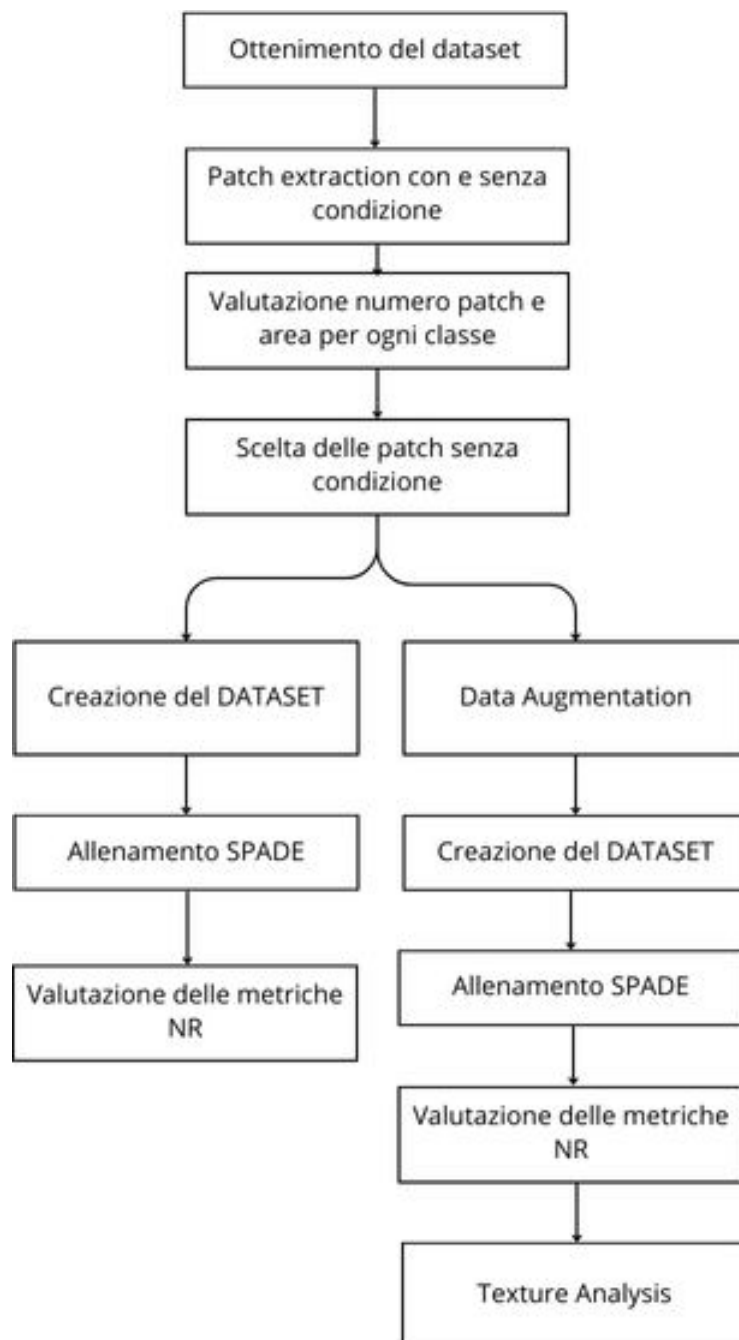 Ottenimento del dataset
Patch extraction con e senza
condizione
Valutazione numero patch e
area per ogni classe
Scelta delle patch senza
condizione
Creazione del DATASET
Allenamento SPADE
Valutazione delle metriche
NR
Data Augmentation
Creazione del DATASET
Allenamento SPADE
Valutazione delle metriche
NR
Texture Analysis